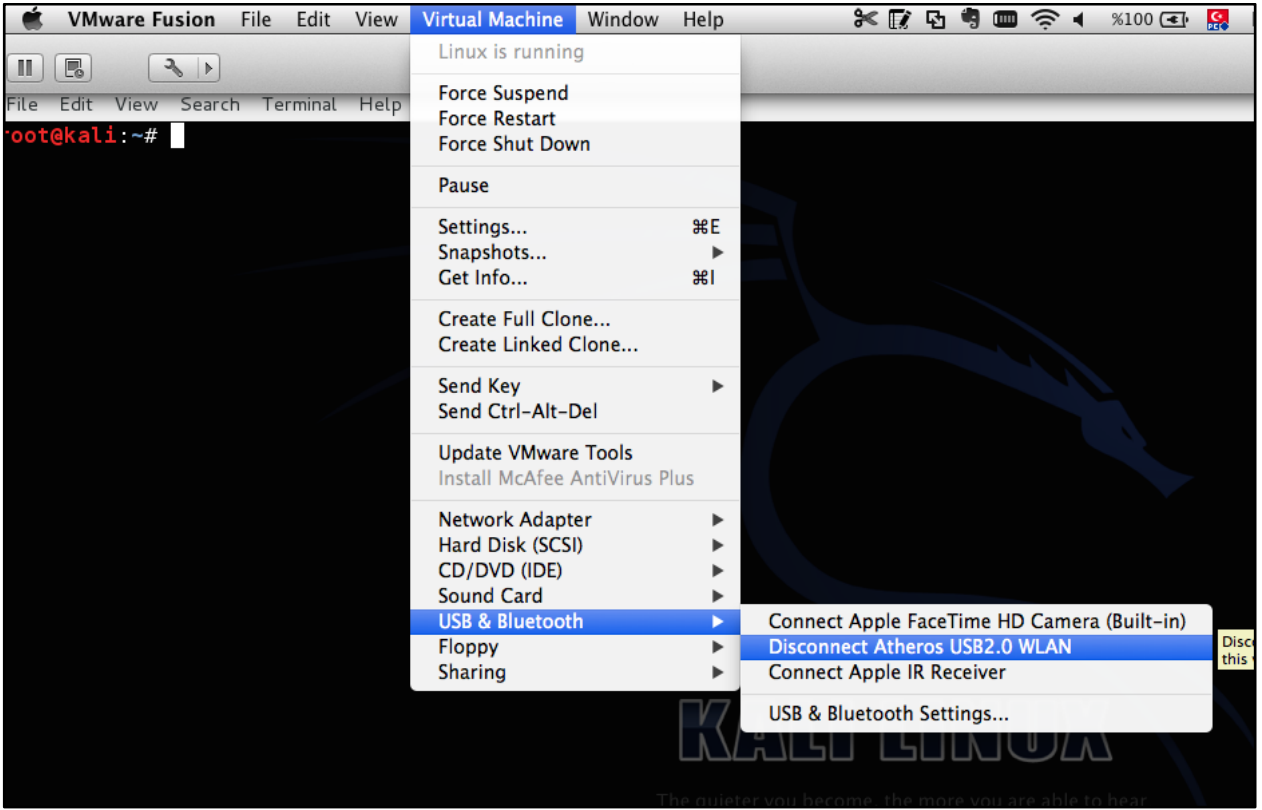 VMware Fusion File Edit View Virtual Machine Window Help %100
File Edit View Search Terminal Help
root@kali:~#
Linux is running
Force Suspend
Force Restart
Force Shut Down
Pause
Settings... ⌘E
Snapshots...
Get Info... ⌘I
Create Full Clone...
Create Linked Clone...
Send Key
Send Ctrl-Alt-Del
Update VMware Tools
Install McAfee AntiVirus Plus
Network Adapter
Hard Disk (SCSI)
CD/DVD (IDE)
Sound Card
USB & Bluetooth
Floppy
Sharing
Connect Apple FaceTime HD Camera (Built-in)
Disconnect Atheros USB2.0 WLAN
Connect Apple IR Receiver
USB & Bluetooth Settings...
Disc
this
KALI LINUX
The quieter you become, the more you are able to hear